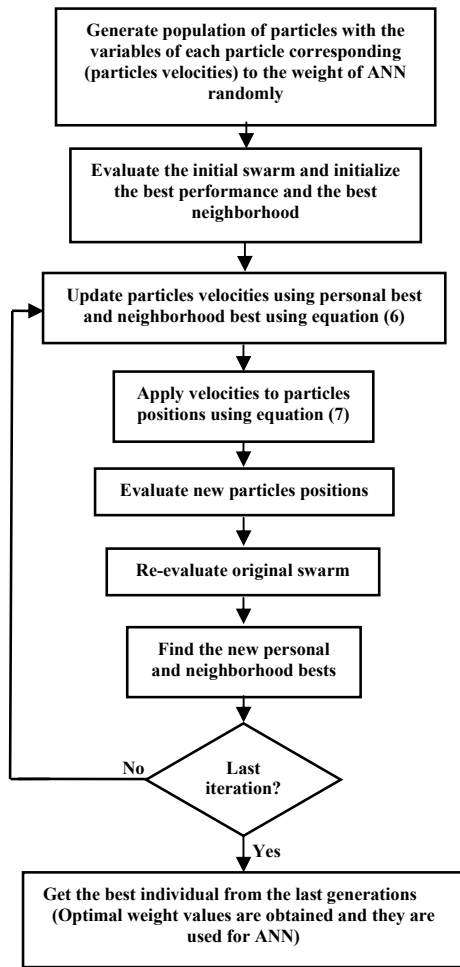 Generate population of particles with the
variables of each particle corresponding
(particles velocities) to the weight of ANN
randomly
Evaluate the initial swarm and initialize
the best performance and the best
neighborhood
Update particles velocities using personal best
and neighborhood best using equation (6)
Apply velocities to particles
positions using equation (7)
Evaluate new particles positions
Re-evaluate original swarm
Find the new personal
and neighborhood bests
No
Last
iteration?
Yes
Get the best individual from the last generations
(Optimal weight values are obtained and they are
used for ANN)